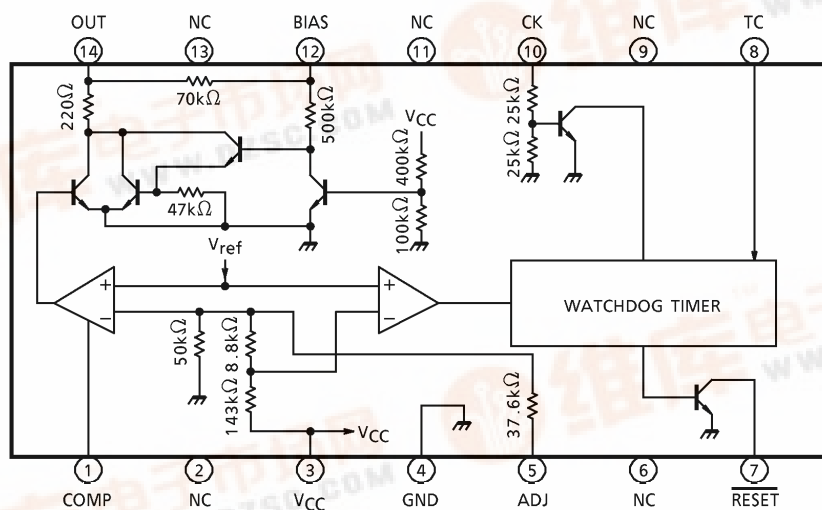 OUT NC BIAS NC CK NC TC
14 13 12 11 10 9 8
220Ω
70kΩ
500kΩ
VCC
400kΩ
100kΩ
25kΩ
25kΩ
47kΩ
Vref
+
−
+
−
WATCHDOG TIMER
50kΩ
8.8kΩ
143kΩ
VCC
37.6kΩ
1 2 3 4 5 6 7
COMP NC VCC GND ADJ NC RESET